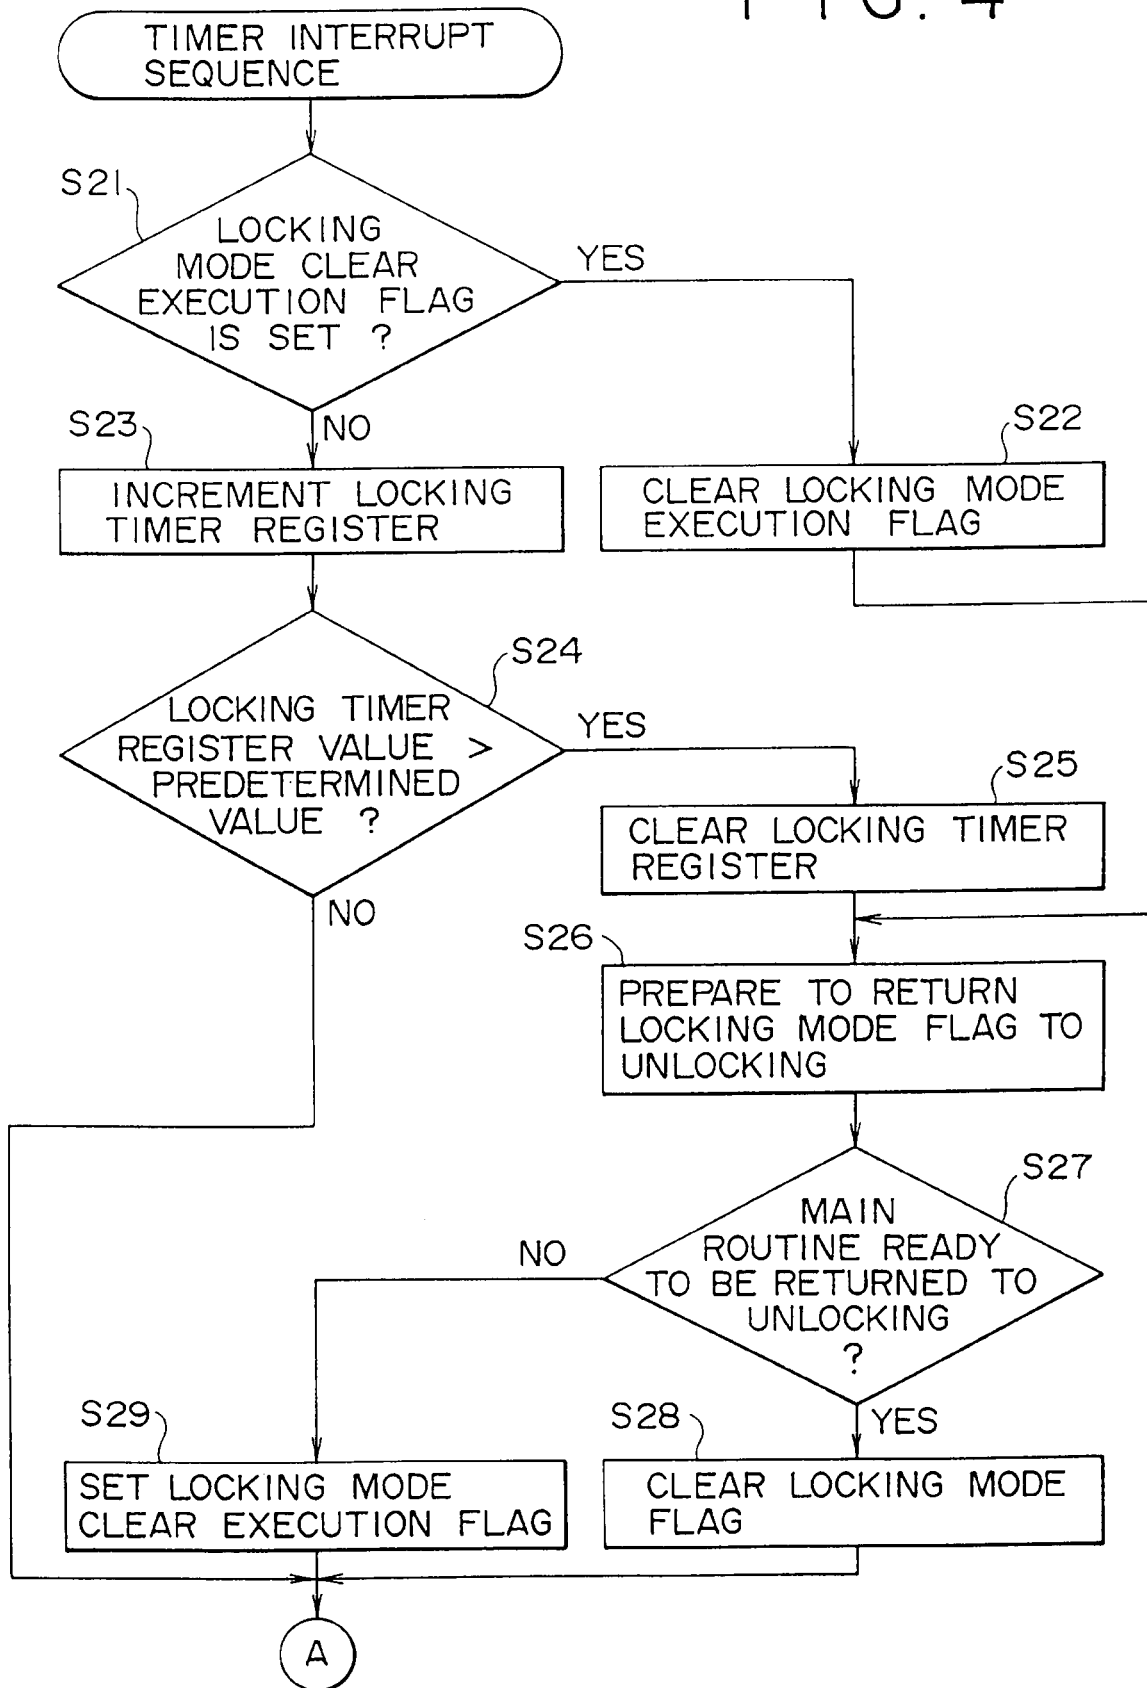 FIG. 4
TIMER INTERRUPT
SEQUENCE
S21
LOCKING
MODE CLEAR
EXECUTION FLAG
IS SET ?
YES
NO
S23
INCREMENT LOCKING
TIMER REGISTER
S22
CLEAR LOCKING MODE
EXECUTION FLAG
S24
LOCKING TIMER
REGISTER VALUE >
PREDETERMINED
VALUE ?
YES
NO
S25
CLEAR LOCKING TIMER
REGISTER
S26
PREPARE TO RETURN
LOCKING MODE FLAG TO
UNLOCKING
S27
MAIN
ROUTINE READY
TO BE RETURNED TO
UNLOCKING
?
NO
YES
S29
SET LOCKING MODE
CLEAR EXECUTION FLAG
S28
CLEAR LOCKING MODE
FLAG
A